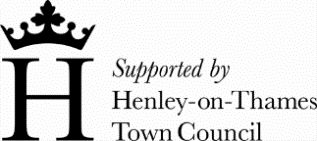 H
Supported by
Henley-on-Thames
Town Council